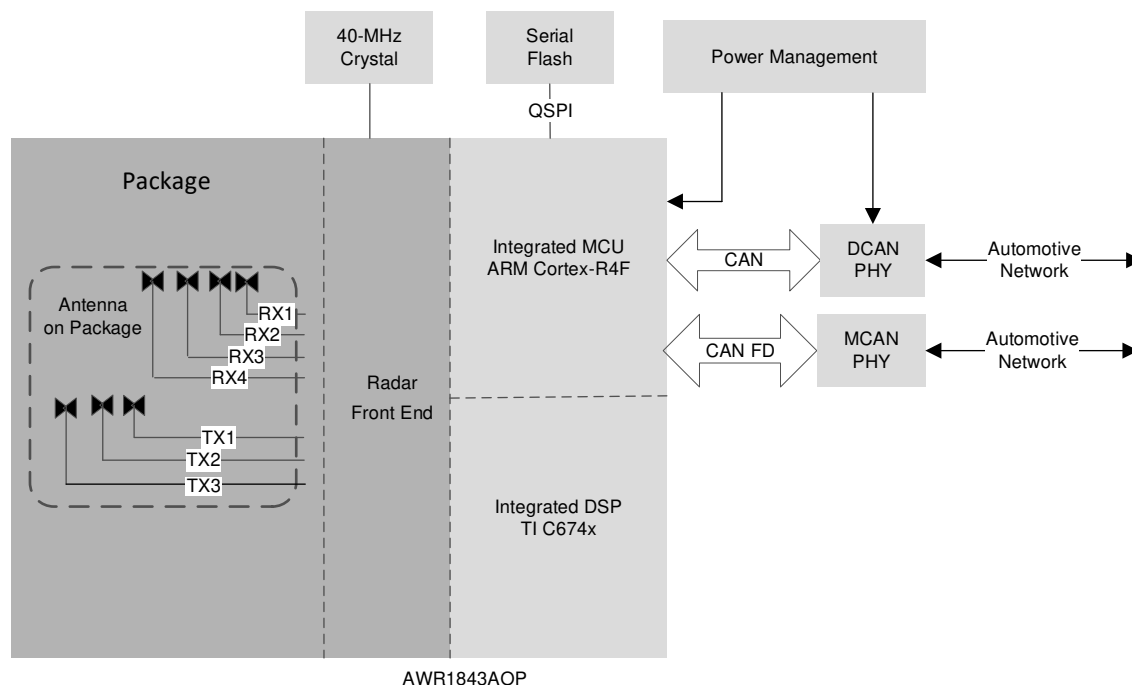 40-MHz
Crystal
Serial
Flash
Power Management
QSPI
Package
Integrated MCU
ARM Cortex-R4F
CAN
DCAN
PHY
Automotive
Network
Antenna
on Package
RX1
RX2
RX3
RX4
CAN FD
MCAN
PHY
Automotive
Network
Radar
Front End
TX1
TX2
TX3
Integrated DSP
TI C674x
AWR1843AOP